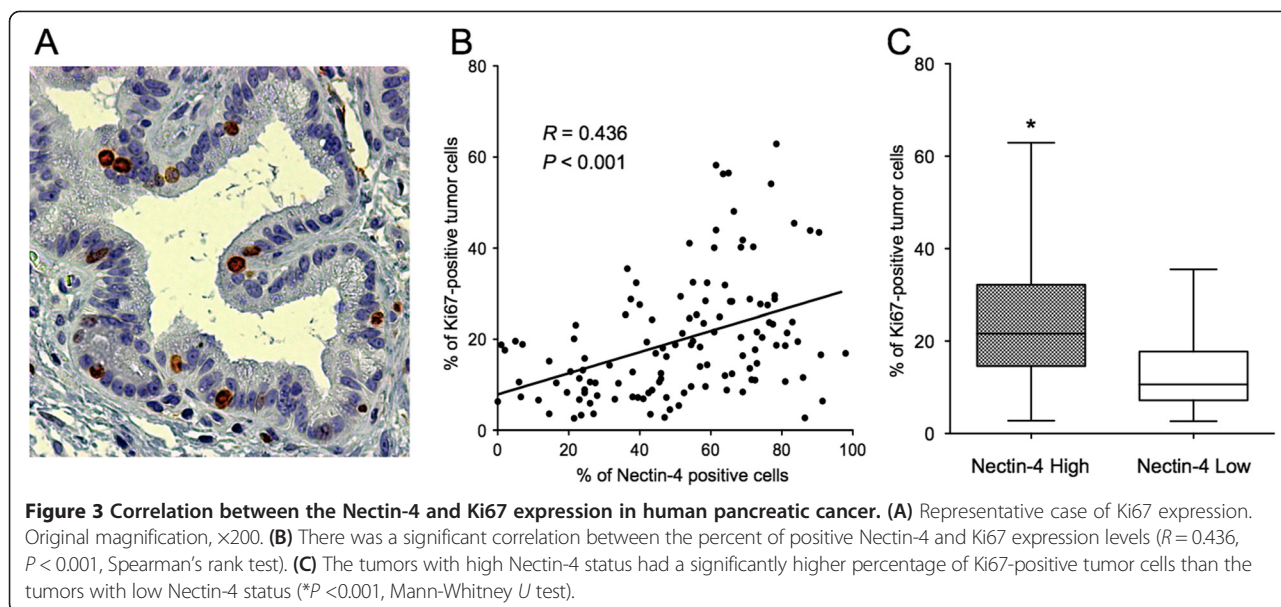 A
B
C
80
60
40
20
0
% of Ki67-positive tumor cells
R = 0.436
P < 0.001
0 20 40 60 80 100
% of Nectin-4 positive cells
80
60
40
20
0
% of Ki67-positive tumor cells
*
Nectin-4 High Nectin-4 Low
Figure 3 Correlation between the Nectin-4 and Ki67 expression in human pancreatic cancer. (A) Representative case of Ki67 expression.
Original magnification, ×200. (B) There was a significant correlation between the percent of positive Nectin-4 and Ki67 expression levels (R = 0.436,
P < 0.001, Spearman's rank test). (C) The tumors with high Nectin-4 status had a significantly higher percentage of Ki67-positive tumor cells than the
tumors with low Nectin-4 status (*P <0.001, Mann-Whitney U test).